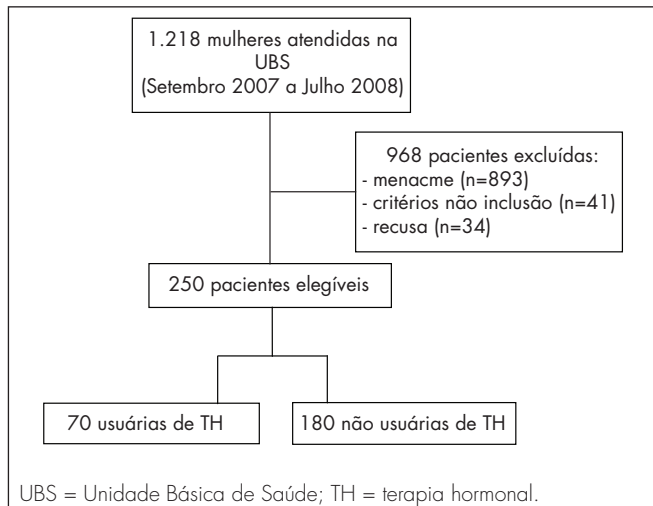 1.218 mulheres atendidas na
UBS
(Setembro 2007 a Julho 2008)
968 pacientes excluídas:
- menacme (n=893)
- critérios não inclusão (n=41)
- recusa (n=34)
250 pacientes elegíveis
70 usuárias de TH
180 não usuárias de TH
UBS = Unidade Básica de Saúde; TH = terapia hormonal.